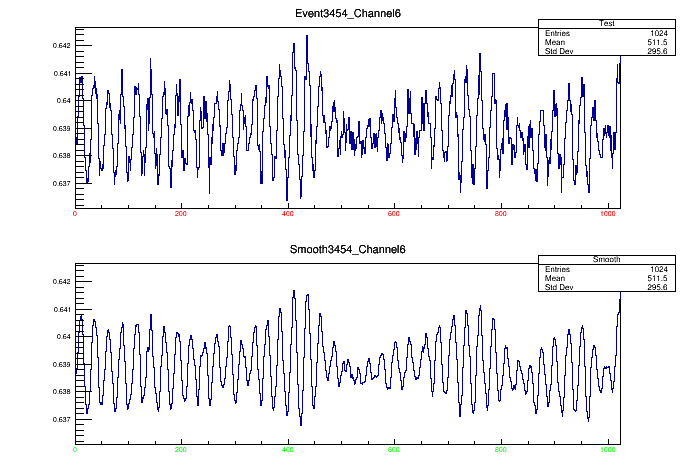 Event3454_Channel6
Test
Entries 1024
Mean 511.5
Std Dev 295.6
0.642
0.641
0.64
0.639
0.638
0.637
0 200 400 600 800 1000
Smooth3454_Channel6
Smooth
Entries 1024
Mean 511.5
Std Dev 295.6
0.642
0.641
0.64
0.639
0.638
0.637
0 200 400 600 800 1000